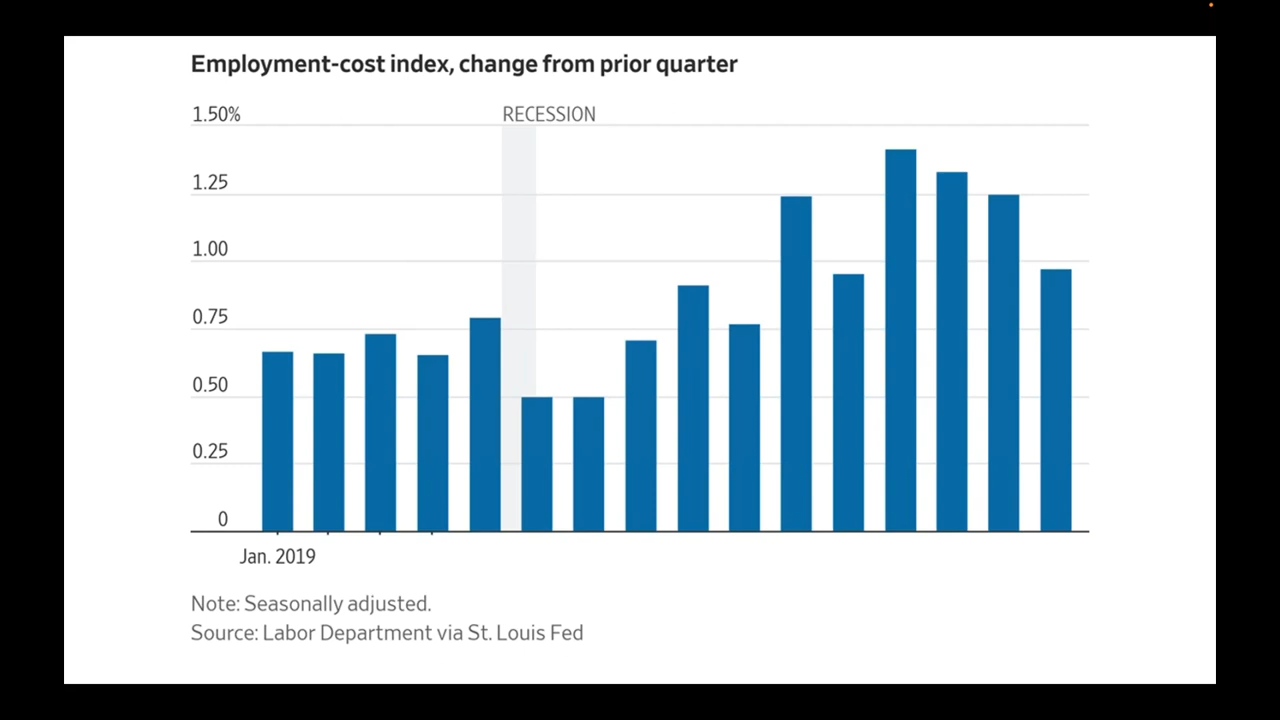 Employment-cost index, change from prior quarter
1.50%
RECESSION
1.25
1.00
0.75
0.50
0.25
0
Jan. 2019
Note: Seasonally adjusted.
Source: Labor Department via St. Louis Fed